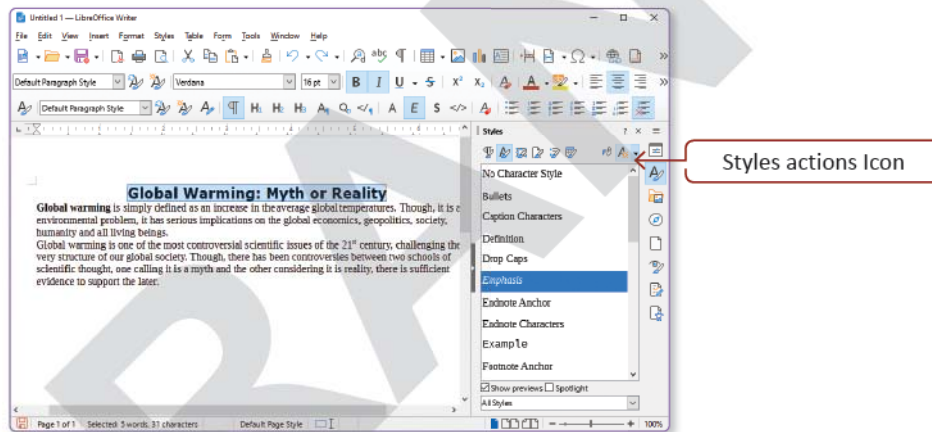 Untitled 1 — LibreOffice Writer
File Edit View Insert Format Styles Table Form Tools Window Help
Default Paragraph Style Verdana 16 pt B I U S X² X₂ A A
Default Paragraph Style H₁ H₂ H₃ A Q A E S </>
Styles
Styles actions Icon
No Character Style
Bullets
Caption Characters
Definition
Drop Caps
Emphasis
Endnote Anchor
Endnote Characters
Example
Footnote Anchor
Show previews Spotlight
All Styles
Global Warming: Myth or Reality
Global warming is simply defined as an increase in the average global temperatures. Though, it is a
environmental problem, it has serious implications on the global economics, geopolitics, society,
humanity and all living beings.
Global warming is one of the most controversial scientific issues of the 21st century, challenging the
very structure of our global society. Though, there has been controversies between two schools of
scientific thought, one calling it is a myth and the other considering it is reality, there is sufficient
evidence to support the later.
Page 1 of 1 Selected: 5 words, 31 characters Default Page Style 100%